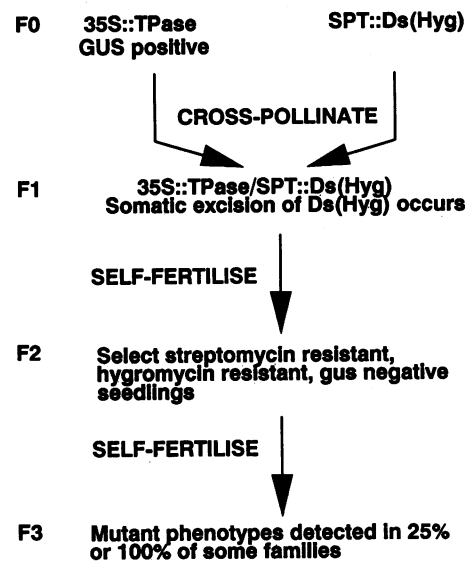 F0 35S::TPase SPT::Ds(Hyg)
GUS positive
CROSS-POLLINATE
F1 35S::TPase/SPT::Ds(Hyg)
Somatic excision of Ds(Hyg) occurs
SELF-FERTILISE
F2 Select streptomycin resistant,
hygromycin resistant, gus negative
seedlings
SELF-FERTILISE
F3 Mutant phenotypes detected in 25%
or 100% of some families